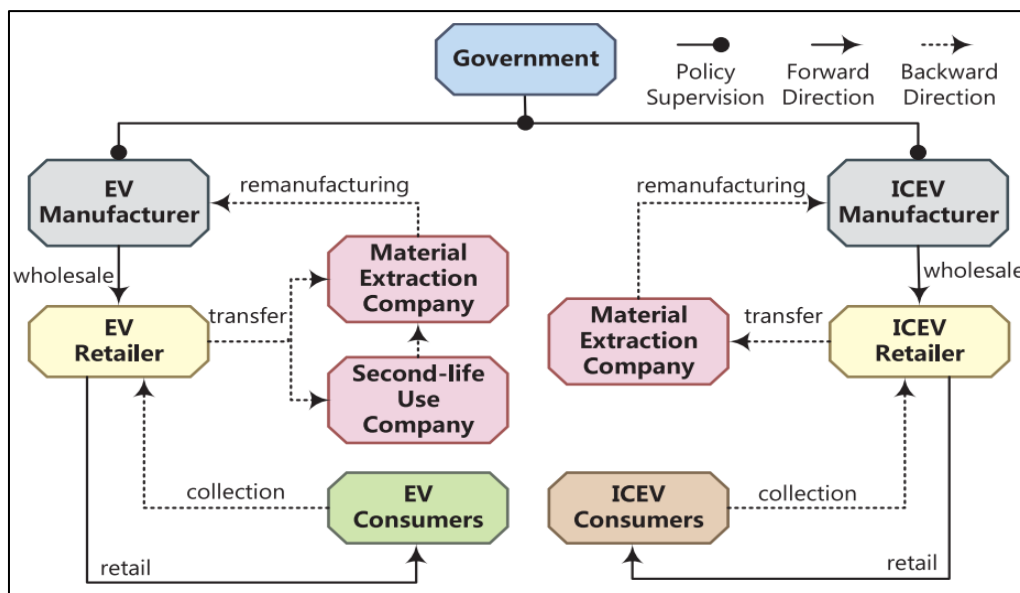 Government
Policy
Supervision
Forward
Direction
Backward
Direction
EV
Manufacturer
remanufacturing
remanufacturing
ICEV
Manufacturer
wholesale
Material
Extraction
Company
wholesale
EV
Retailer
transfer
Material
Extraction
Company
transfer
ICEV
Retailer
Second-life
Use
Company
collection
EV
Consumers
ICEV
Consumers
collection
retail
retail